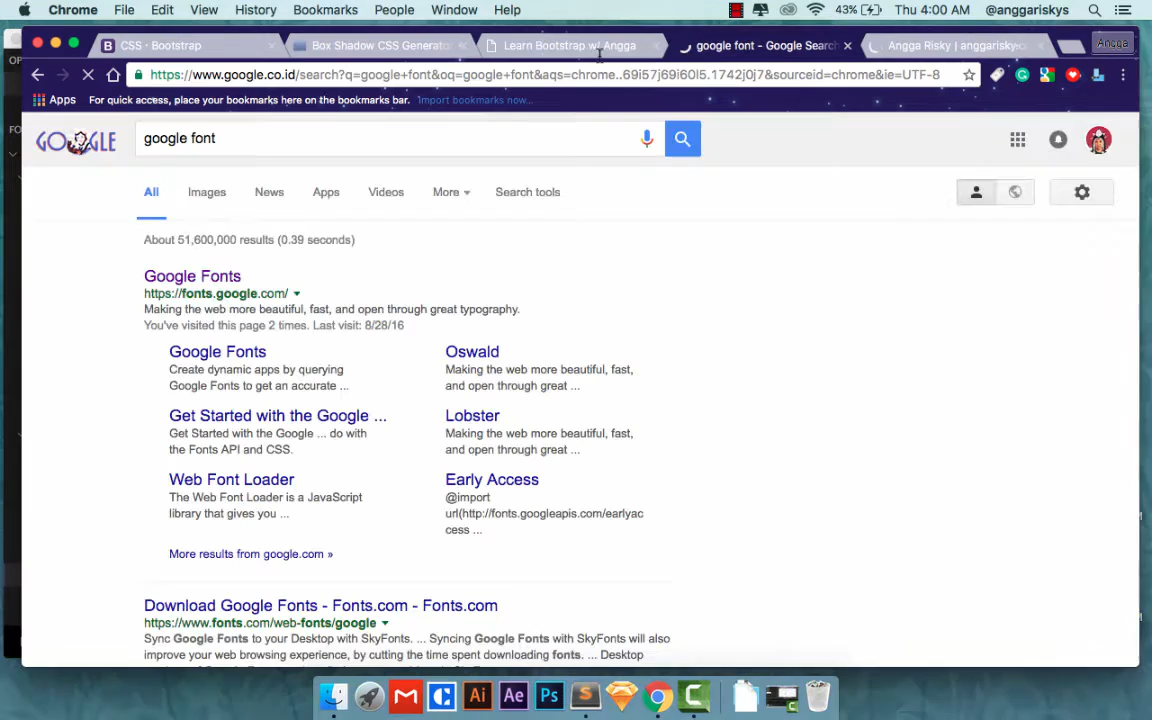 Chrome File Edit View History Bookmarks People Window Help 43% Thu 4:00 AM @anggariskys
CSS · Bootstrap Box Shadow CSS Generato Learn Bootstrap w/ Angga google font - Google Search Angga Risky | anggarisky Angga
https://www.google.co.id/search?q=google+font&oq=google+font&aqs=chrome..69i57j69i60l5.1742j0j7&sourceid=chrome&ie=UTF-8
Apps For quick access, place your bookmarks here on the bookmarks bar. Import bookmarks now...
GOOGLE google font
All Images News Apps Videos More Search tools
About 51,600,000 results (0.39 seconds)
Google Fonts
https://fonts.google.com/
Making the web more beautiful, fast, and open through great typography.
You've visited this page 2 times. Last visit: 8/28/16
Google Fonts
Create dynamic apps by querying
Google Fonts to get an accurate ...
Oswald
Making the web more beautiful, fast,
and open through great ...
Get Started with the Google ...
Get Started with the Google ... do with
the Fonts API and CSS.
Lobster
Making the web more beautiful, fast,
and open through great ...
Web Font Loader
The Web Font Loader is a JavaScript
library that gives you ...
Early Access
@import
url(http://fonts.googleapis.com/earlyac
cess ...
More results from google.com »
Download Google Fonts - Fonts.com - Fonts.com
https://www.fonts.com/web-fonts/google
Sync Google Fonts to your Desktop with SkyFonts. ... Syncing Google Fonts with SkyFonts will also
improve your web browsing experience, by cutting the time spent downloading fonts. ... Desktop
Ai Ae Ps S